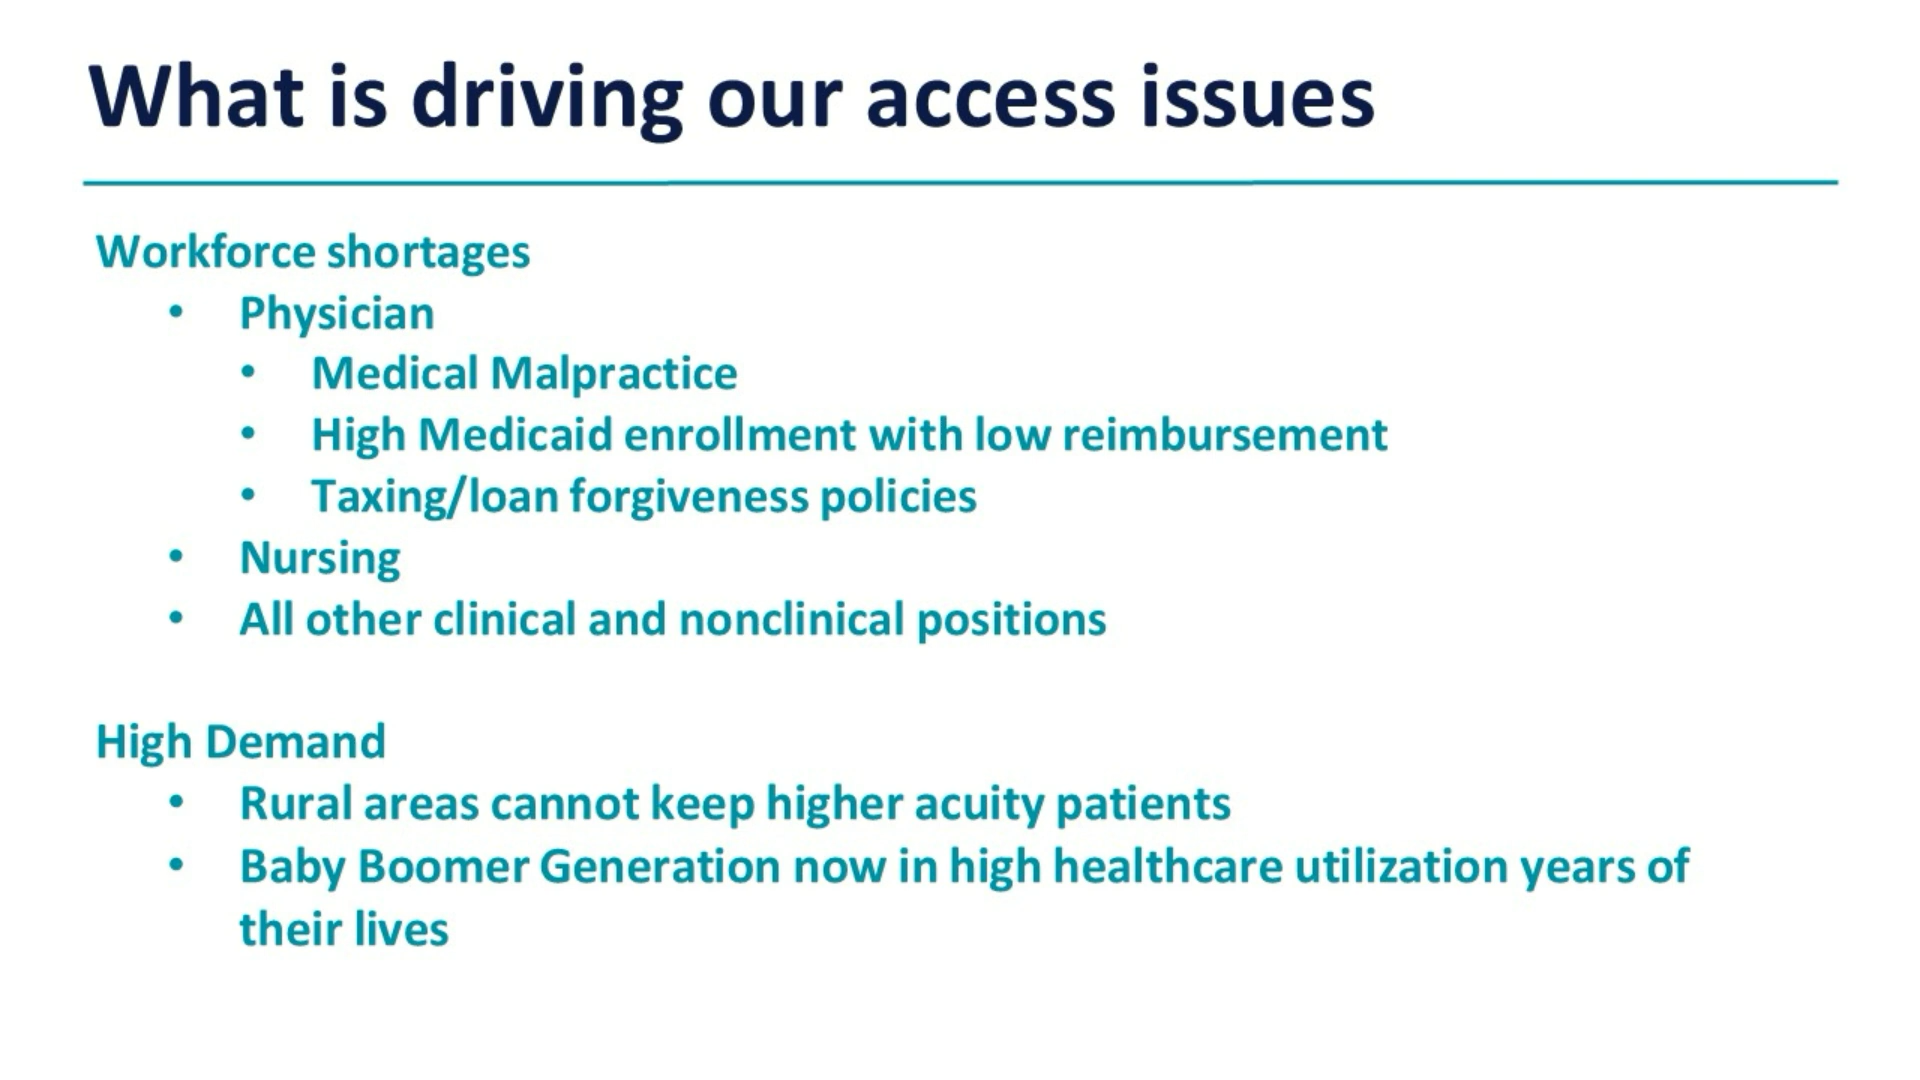 What is driving our access issues
Workforce shortages
• Physician
• Medical Malpractice
• High Medicaid enrollment with low reimbursement
• Taxing/loan forgiveness policies
• Nursing
• All other clinical and nonclinical positions
High Demand
• Rural areas cannot keep higher acuity patients
• Baby Boomer Generation now in high healthcare utilization years of
their lives